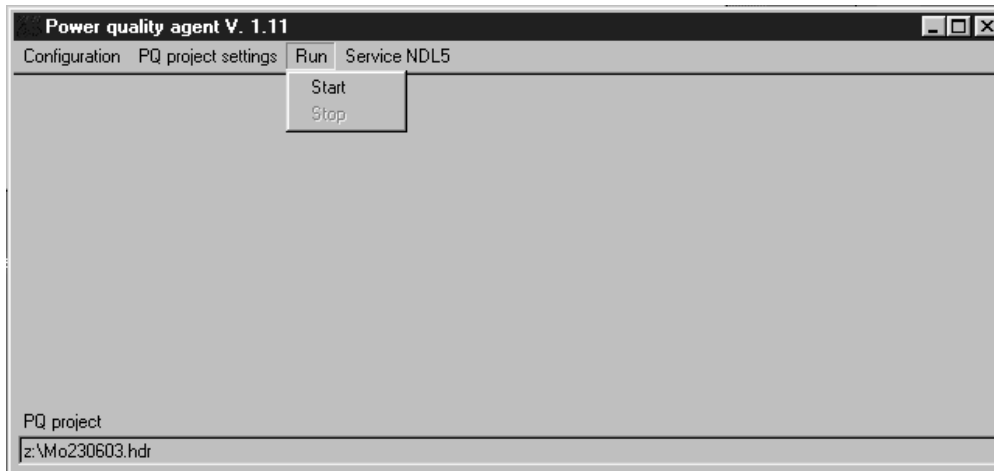 Power quality agent V. 1.11
Configuration PQ project settings Run Service NDL5
Start
Stop
PQ project
z:\Mo230603.hdr